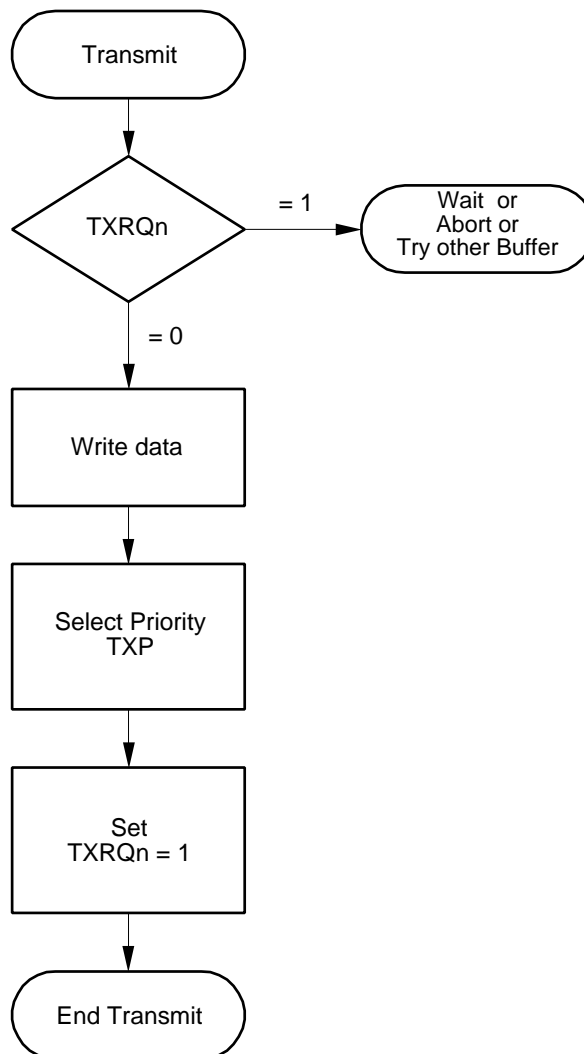 Transmit
TXRQn
= 1
Wait or
Abort or
Try other Buffer
= 0
Write data
Select Priority
TXP
Set
TXRQn = 1
End Transmit